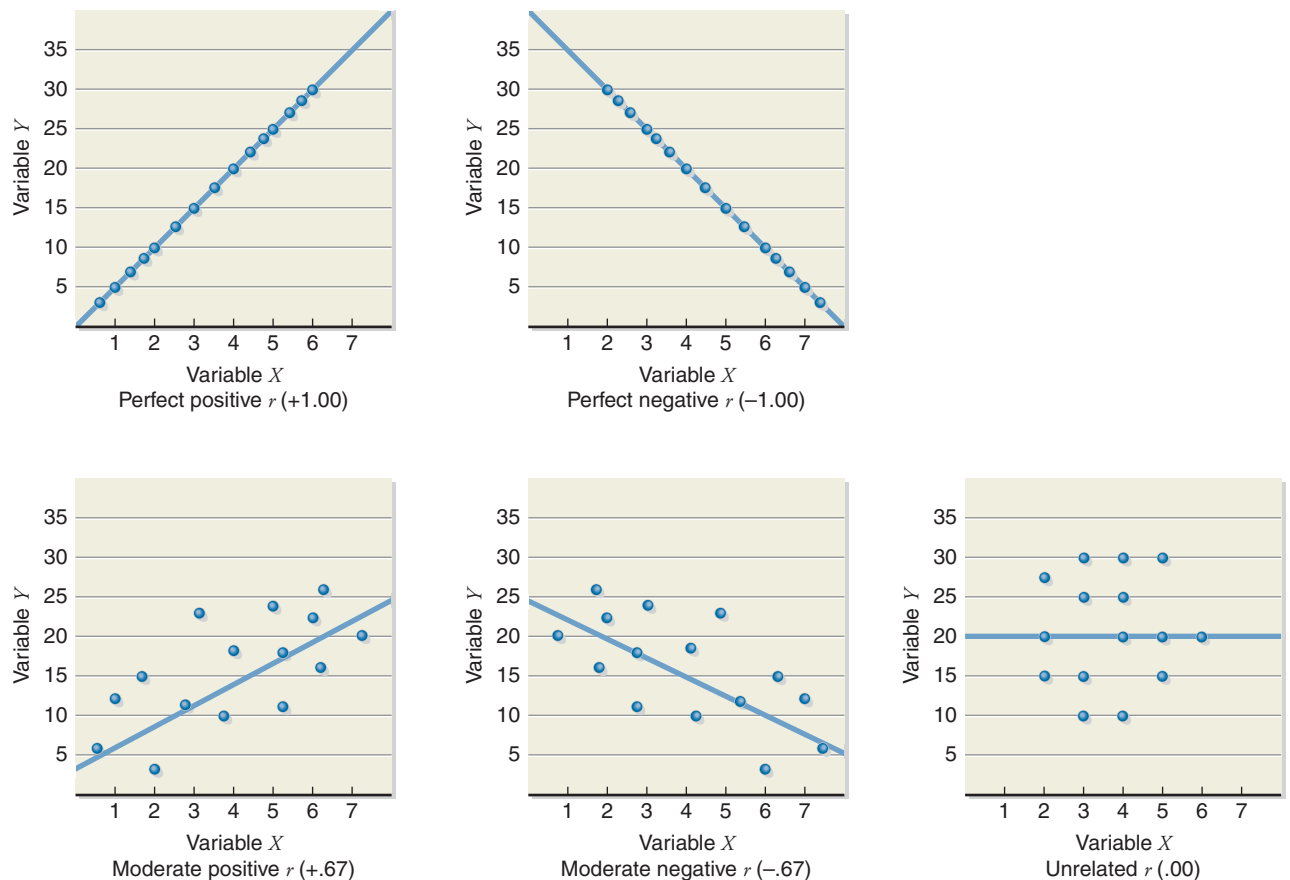 35
30
25
20
15
10
5
Variable Y
1 2 3 4 5 6 7
Variable X
Perfect positive r (+1.00)
35
30
25
20
15
10
5
Variable Y
1 2 3 4 5 6 7
Variable X
Perfect negative r (–1.00)
35
30
25
20
15
10
5
Variable Y
1 2 3 4 5 6 7
Variable X
Moderate positive r (+.67)
35
30
25
20
15
10
5
Variable Y
1 2 3 4 5 6 7
Variable X
Moderate negative r (–.67)
35
30
25
20
15
10
5
Variable Y
1 2 3 4 5 6 7
Variable X
Unrelated r (.00)